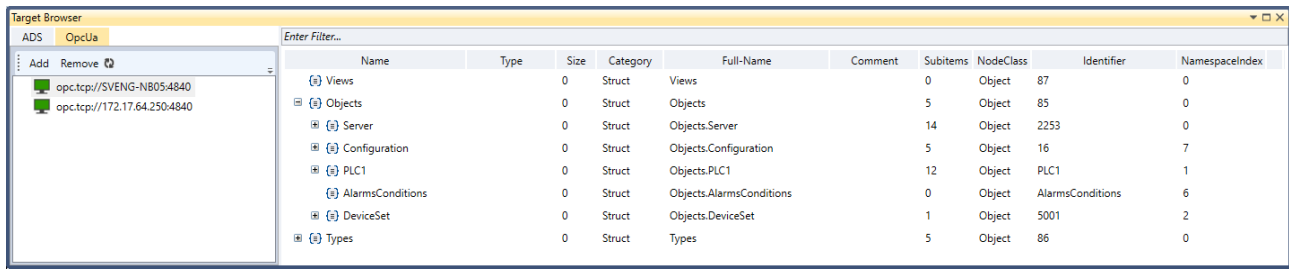 Target Browser
ADS OpcUa Enter Filter...
Add Remove Name Type Size Category Full-Name Comment Subitems NodeClass Identifier NamespaceIndex
opc.tcp://SVENG-NB05:4840 Views 0 Struct Views 0 Object 87 0
opc.tcp://172.17.64.250:4840 Objects 0 Struct Objects 5 Object 85 0
Server 0 Struct Objects.Server 14 Object 2253 0
Configuration 0 Struct Objects.Configuration 5 Object 16 7
PLC1 0 Struct Objects.PLC1 12 Object PLC1 1
AlarmsConditions 0 Struct Objects.AlarmsConditions 0 Object AlarmsConditions 6
DeviceSet 0 Struct Objects.DeviceSet 1 Object 5001 2
Types 0 Struct Types 5 Object 86 0